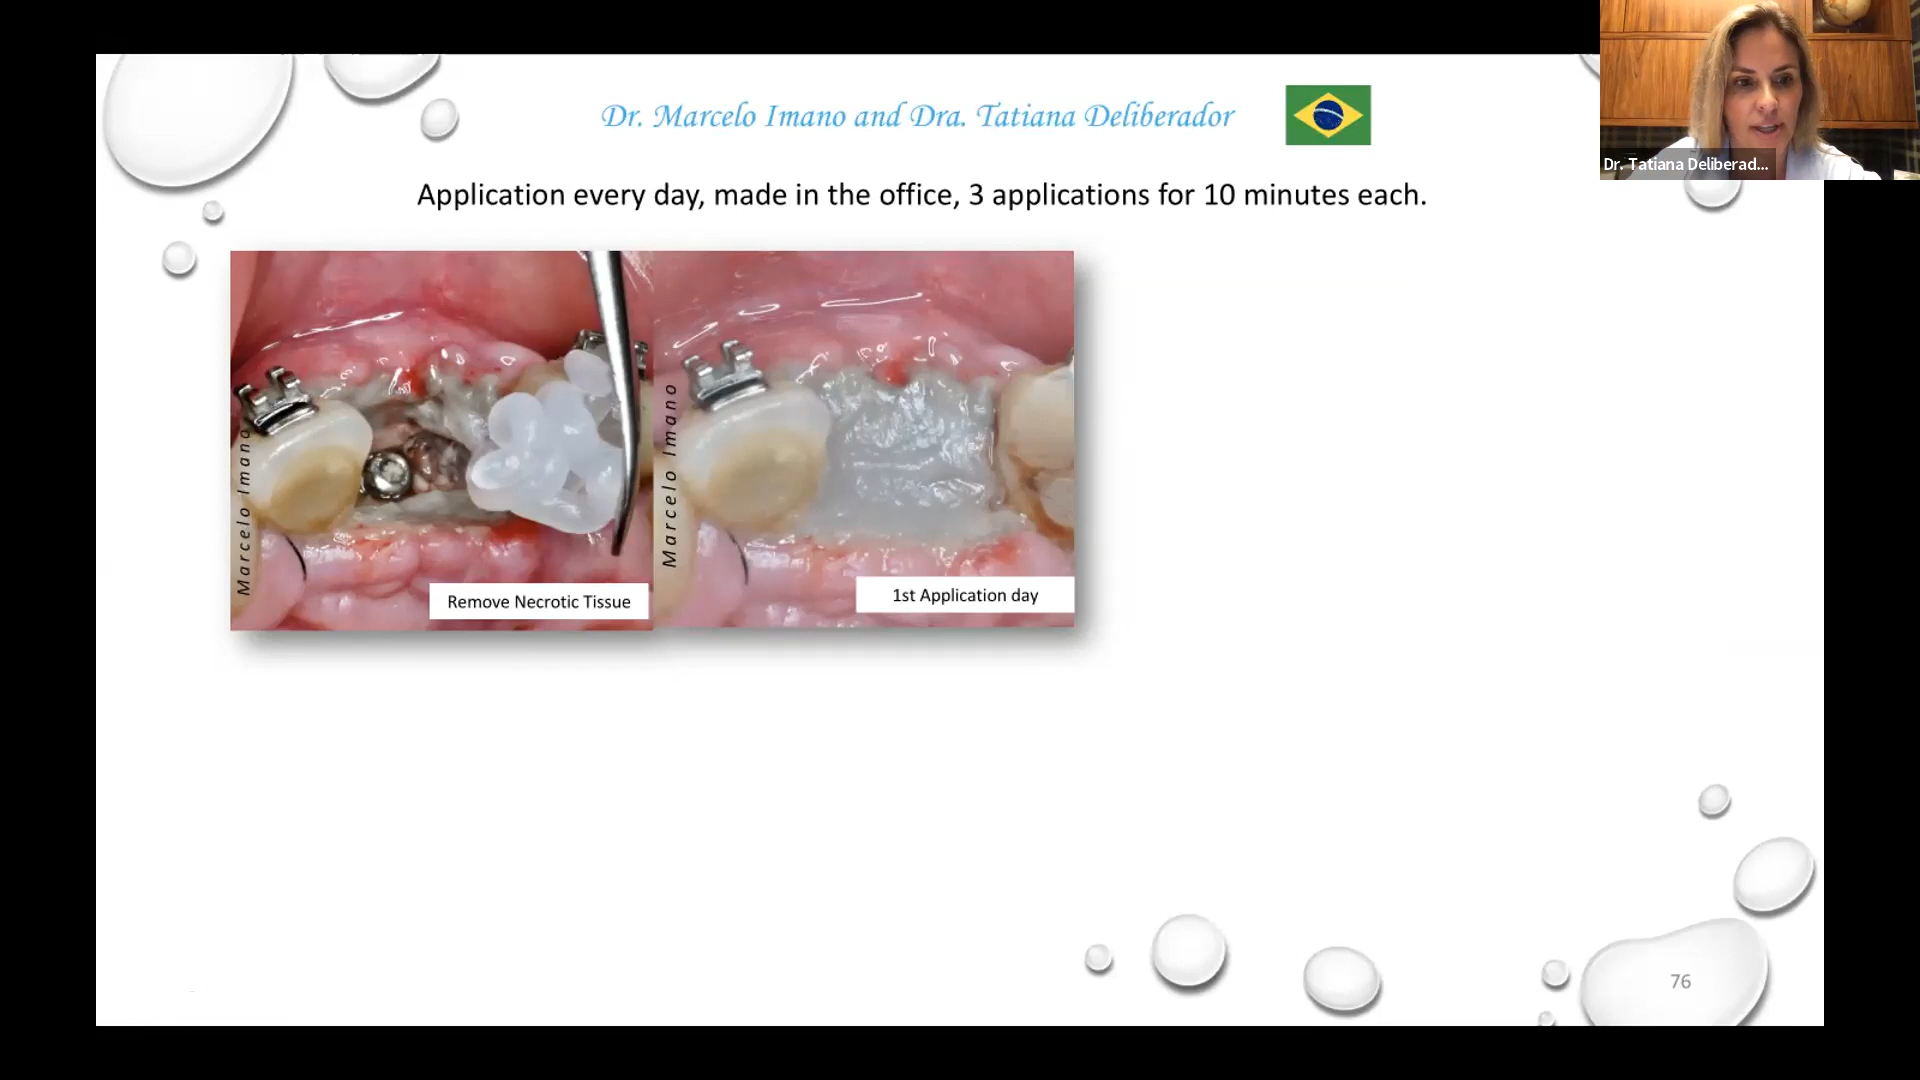 Dr. Marcelo Imano and Dra. Tatiana Deliberador
Dr. Tatiana Deliberad...
Application every day, made in the office, 3 applications for 10 minutes each.
Marcelo Imano
Marcelo Imano
Remove Necrotic Tissue
1st Application day
76